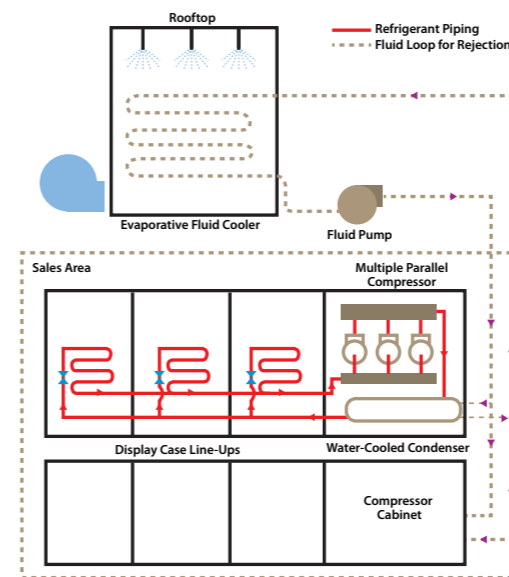 Rooftop
Refrigerant Piping
Fluid Loop for Rejection
Evaporative Fluid Cooler
Fluid Pump
Sales Area
Multiple Parallel
Compressor
Display Case Line-Ups
Water-Cooled Condenser
Compressor
Cabinet